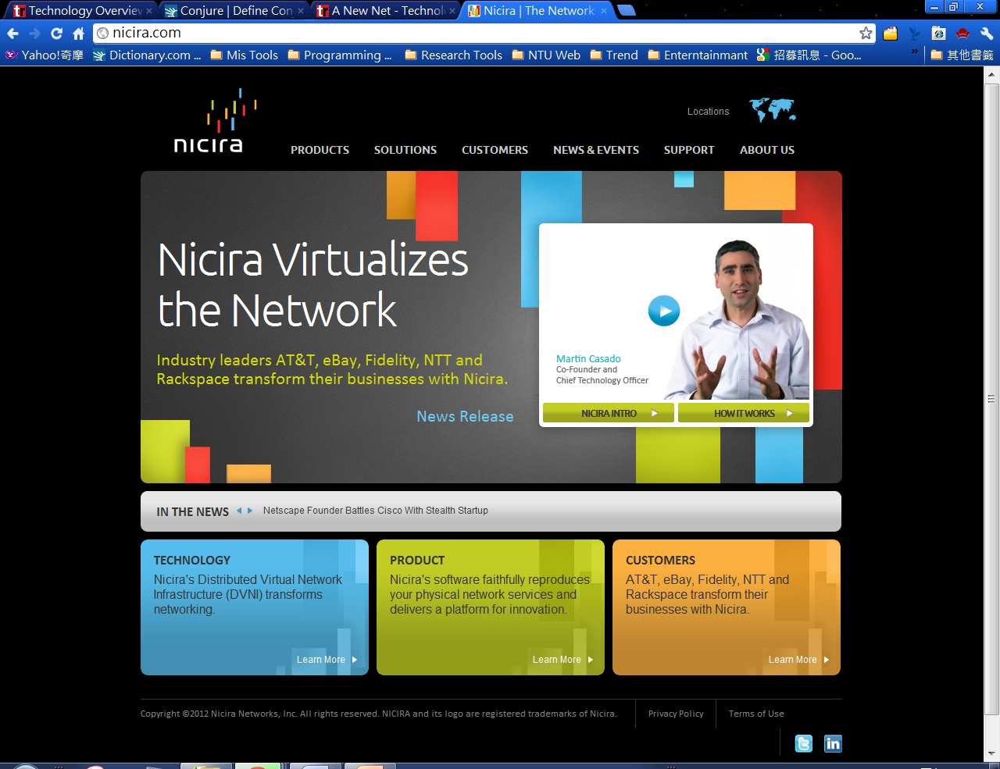 Technology Overview
Conjure | Define Con
A New Net - Technol
Nicira | The Network
nicira.com
Yahoo!奇摩
Dictionary.com ...
Mis Tools
Programming ...
Research Tools
NTU Web
Trend
Enterntainmant
招募訊息 - Goo...
»
其他書籤
nicira
Locations
PRODUCTS
SOLUTIONS
CUSTOMERS
NEWS & EVENTS
SUPPORT
ABOUT US
Nicira Virtualizes
the Network
Industry leaders AT&T, eBay, Fidelity, NTT and
Rackspace transform their businesses with Nicira.
News Release
Martin Casado
Co-Founder and
Chief Technology Officer
NICIRA INTRO
HOW IT WORKS
IN THE NEWS
Netscape Founder Battles Cisco With Stealth Startup
TECHNOLOGY
Nicira's Distributed Virtual Network
Infrastructure (DVNI) transforms
networking.
Learn More
PRODUCT
Nicira's software faithfully reproduces
your physical network services and
delivers a platform for innovation.
Learn More
CUSTOMERS
AT&T, eBay, Fidelity, NTT and
Rackspace transform their
businesses with Nicira.
Learn More
Copyright ©2012 Nicira Networks, Inc. All rights reserved. NICIRA and its logo are registered trademarks of Nicira.
Privacy Policy
Terms of Use